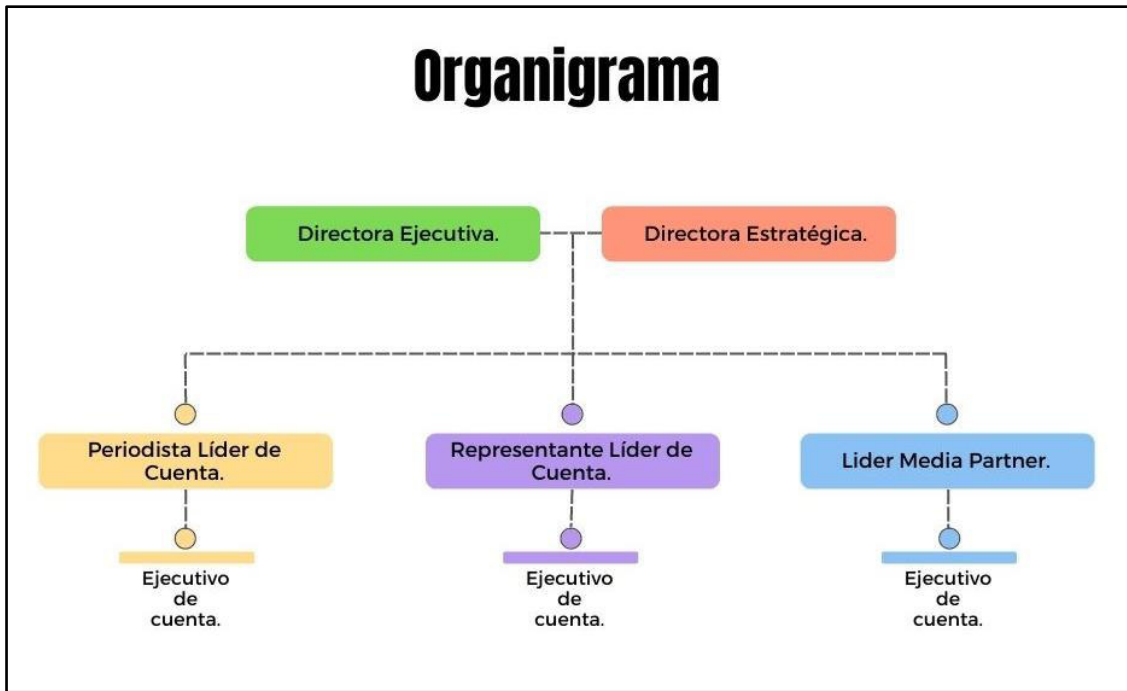 Organigrama
Directora Ejecutiva.
Directora Estratégica.
Periodista Líder de
Cuenta.
Representante Líder de
Cuenta.
Lider Media Partner.
Ejecutivo
de
cuenta.
Ejecutivo
de
cuenta.
Ejecutivo
de
cuenta.